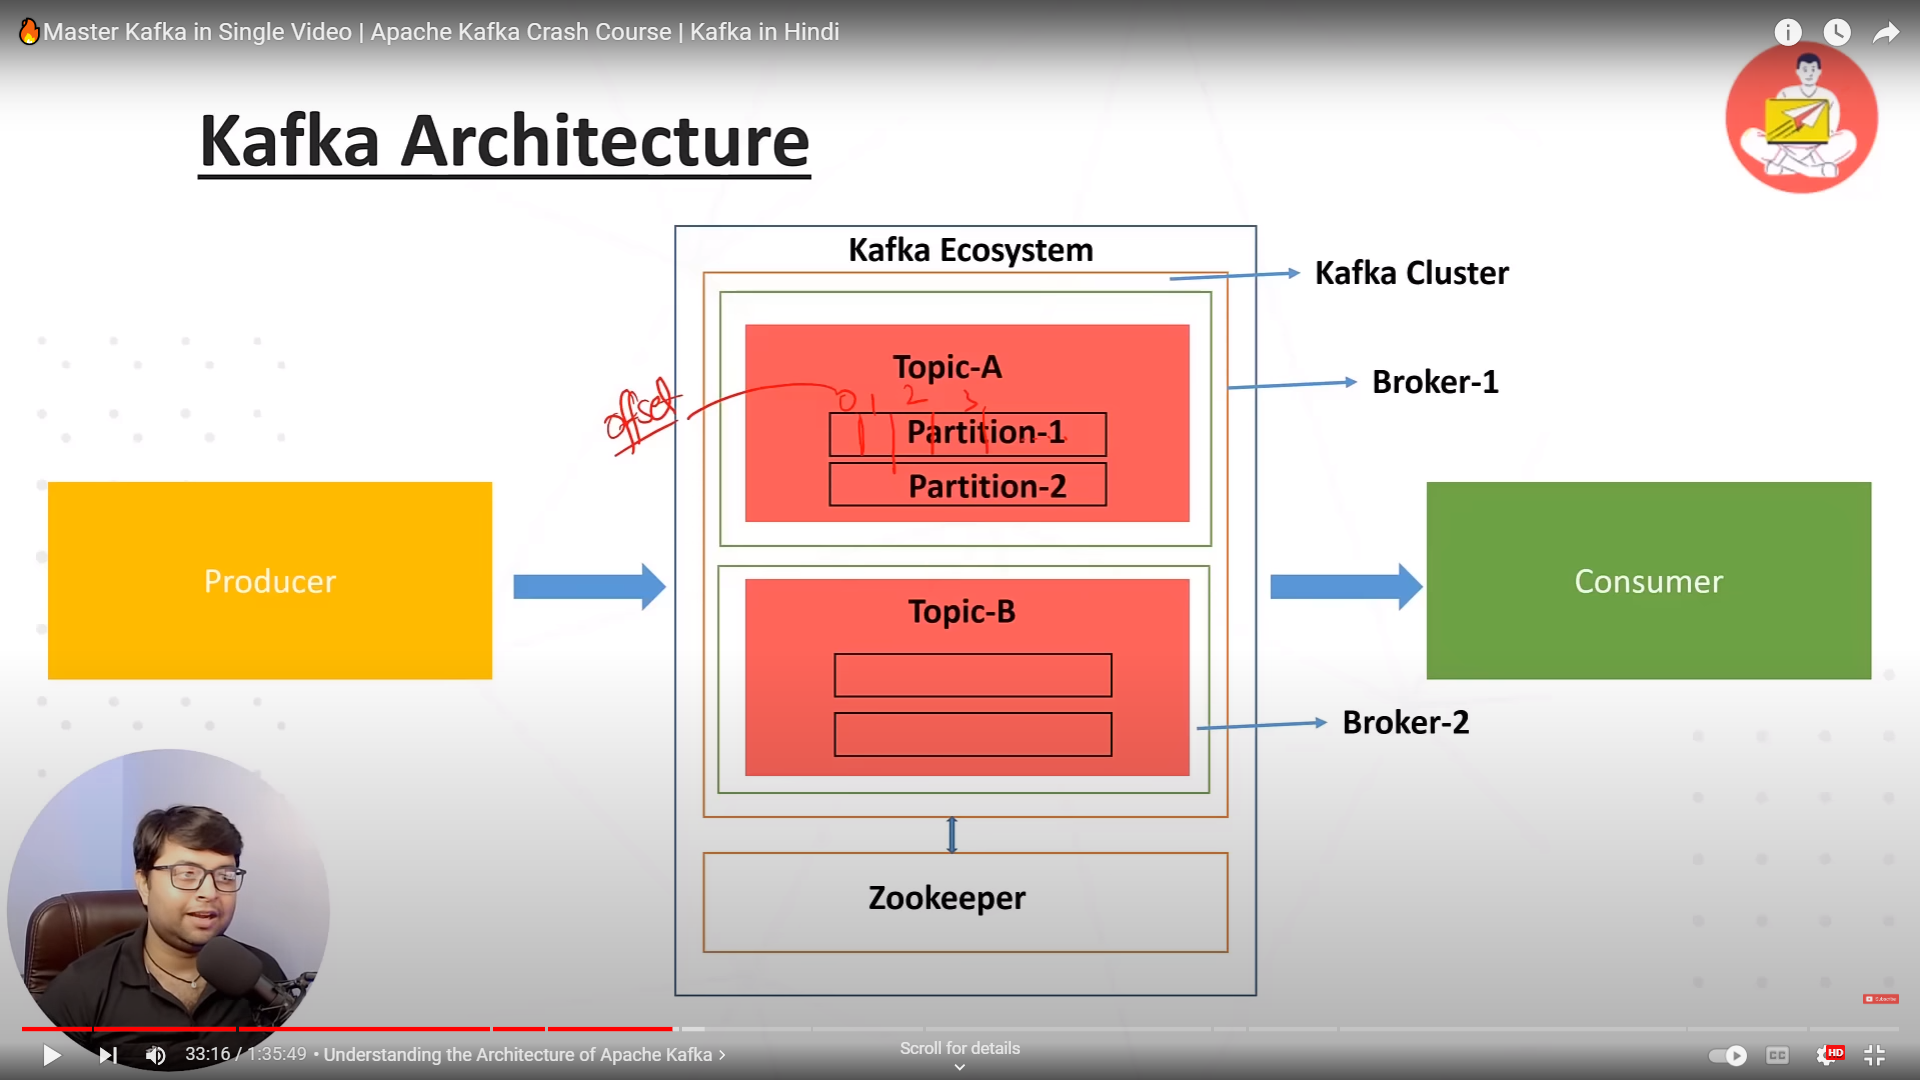 🔥Master Kafka in Single Video | Apache Kafka Crash Course | Kafka in Hindi
Kafka Architecture
Kafka Ecosystem
Kafka Cluster
Topic-A
Broker-1
offset
0 1 2 3
Partition-1
Partition-2
Producer
Consumer
Topic-B
Broker-2
Zookeeper
Subscribe
33:16 / 1:35:49 • Understanding the Architecture of Apache Kafka ›
Scroll for details
CC
HD